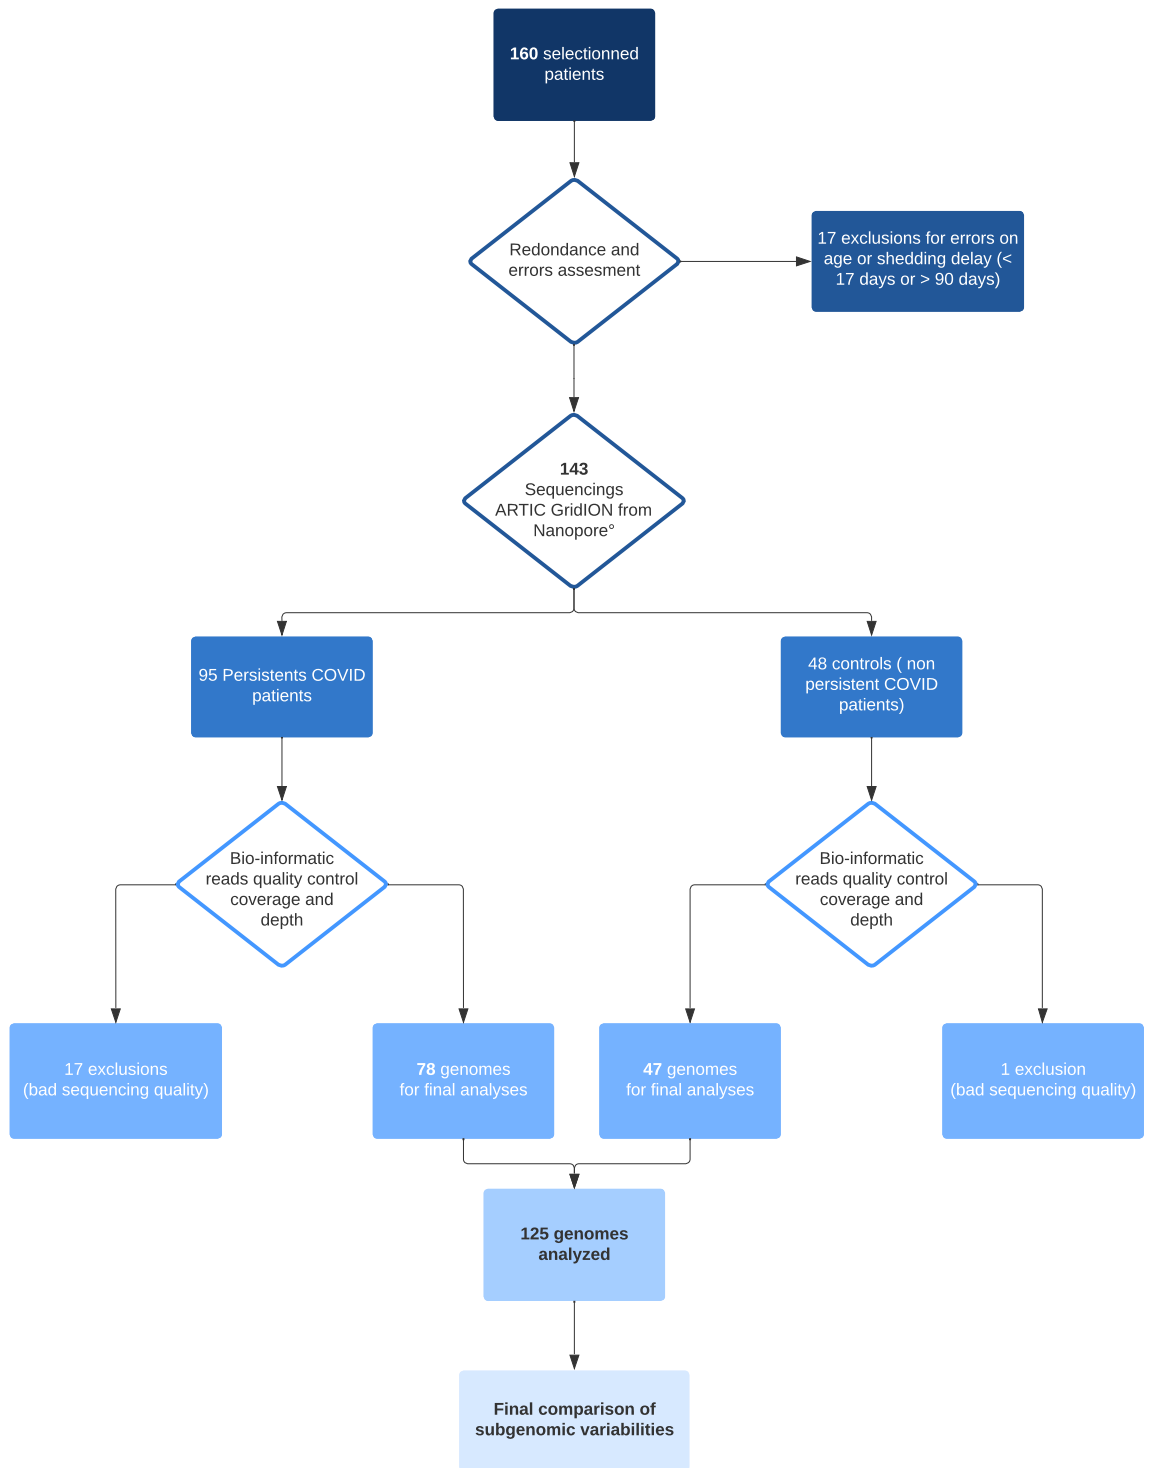 160 selectionned
patients
Redondance and
errors assesment
17 exclusions for errors on
age or shedding delay (<
17 days or > 90 days)
143
Sequencings
ARTIC GridION from
Nanopore°
95 Persistents COVID
patients
48 controls ( non
persistent COVID
patients)
Bio-informatic
reads quality control
coverage and
depth
Bio-informatic
reads quality control
coverage and
depth
17 exclusions
(bad sequencing quality)
78 genomes
for final analyses
47 genomes
for final analyses
1 exclusion
(bad sequencing quality)
125 genomes
analyzed
Final comparison of
subgenomic variabilities